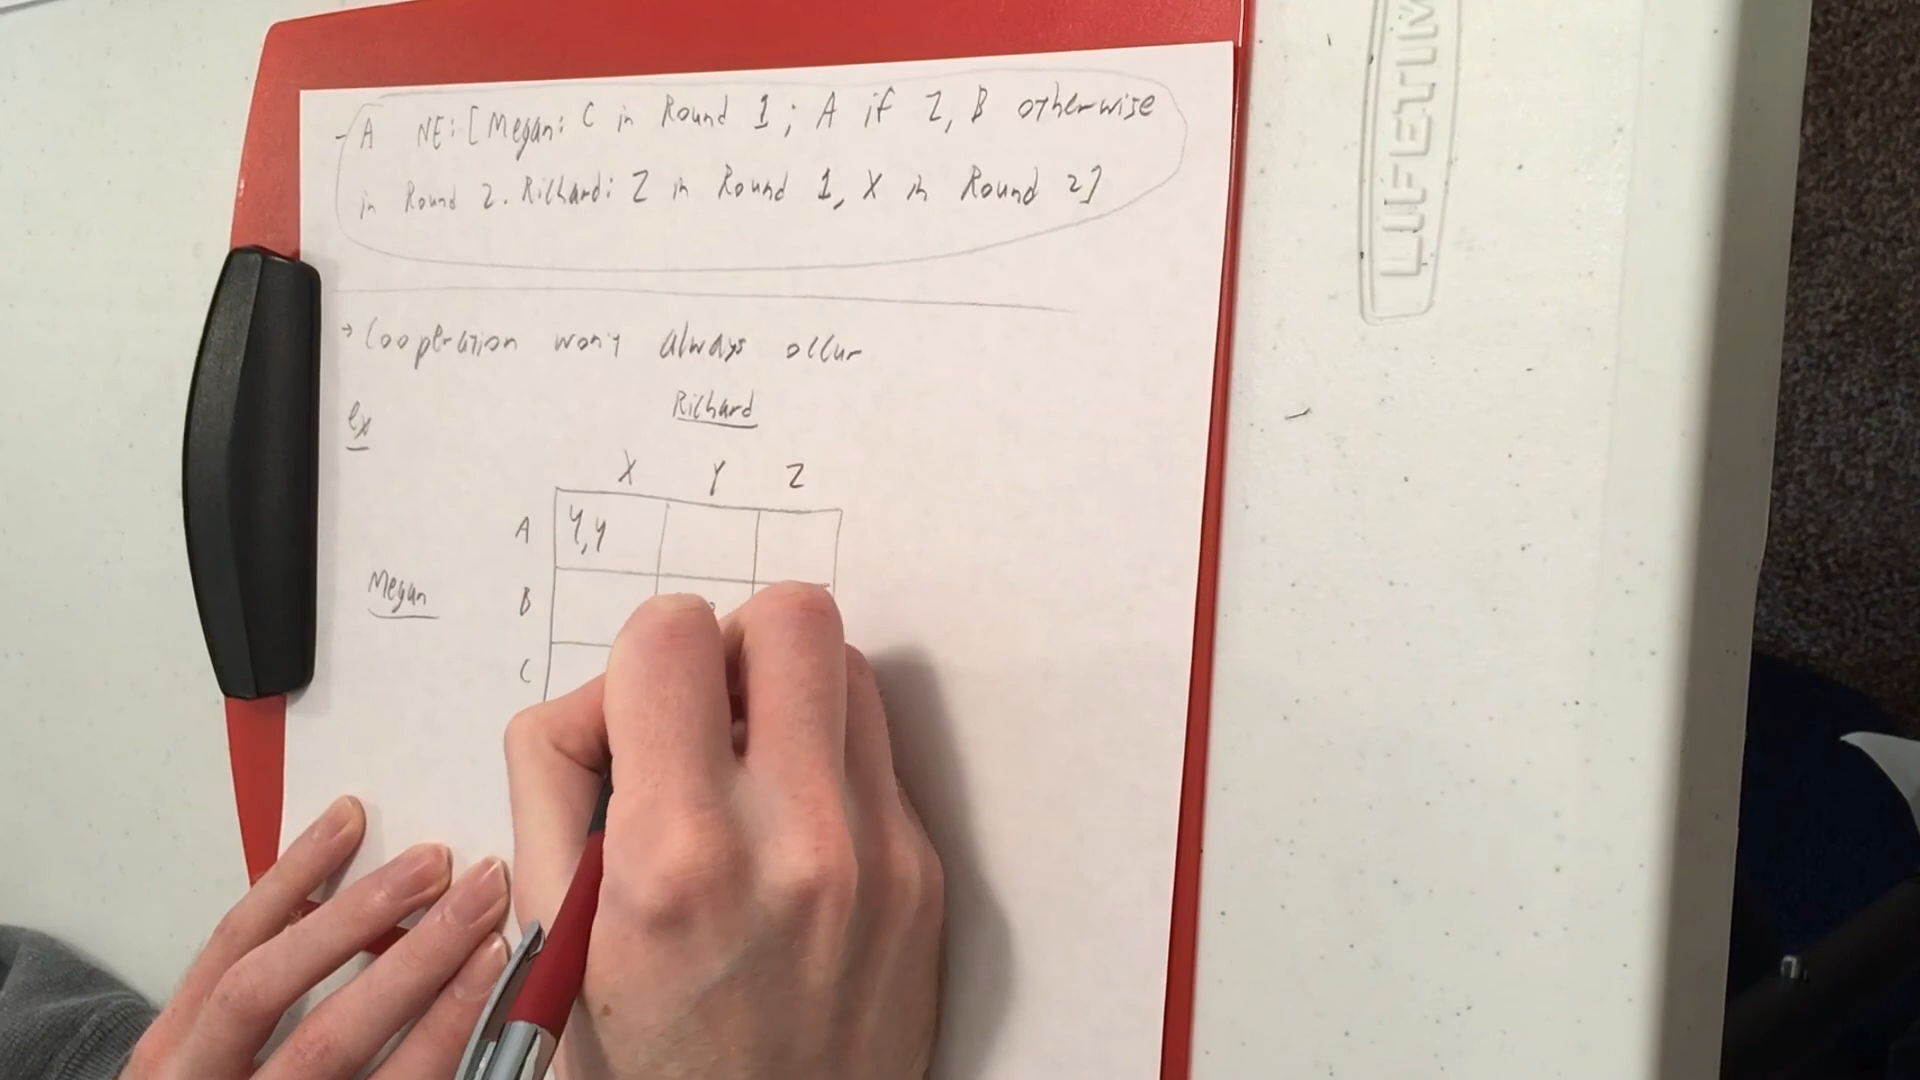 - A NE: [Megan: C in Round 1; A if Z, B otherwise
in Round 2. Richard: Z in Round 1, X in Round 2]
→ Cooperation won't always occur
ex
Richard
X Y Z
A 4,4
Megan B
C
LIFETIM